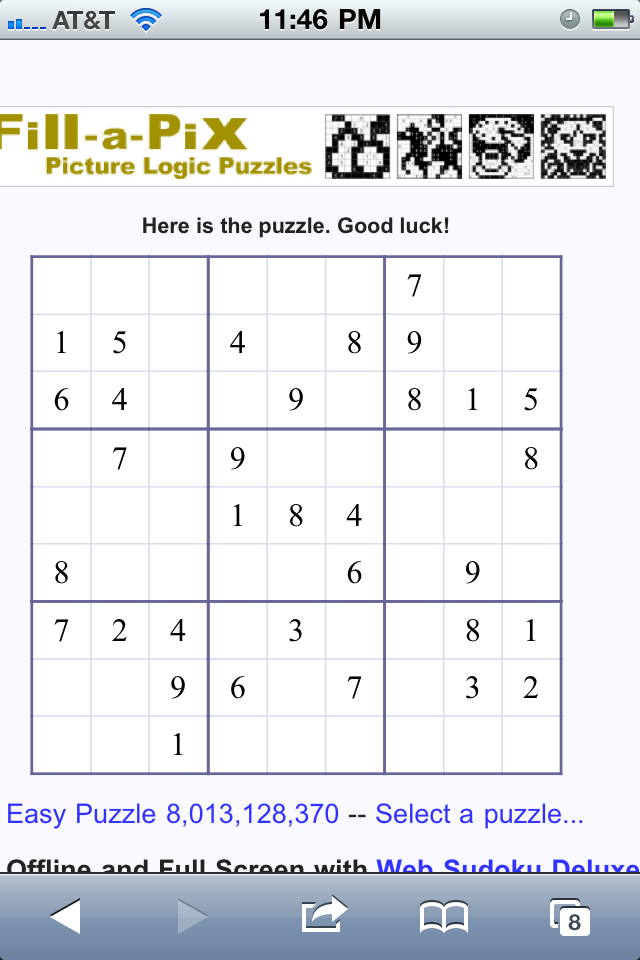 AT&T 11:46 PM
Fill-a-Pix
Picture Logic Puzzles
Here is the puzzle. Good luck!
7
1 5 4 8 9
6 4 9 8 1 5
7 9 8
1 8 4
8 6 9
7 2 4 3 8 1
9 6 7 3 2
1
Easy Puzzle 8,013,128,370 -- Select a puzzle...
Offline and Full Screen with Web Sudoku Deluxe
8